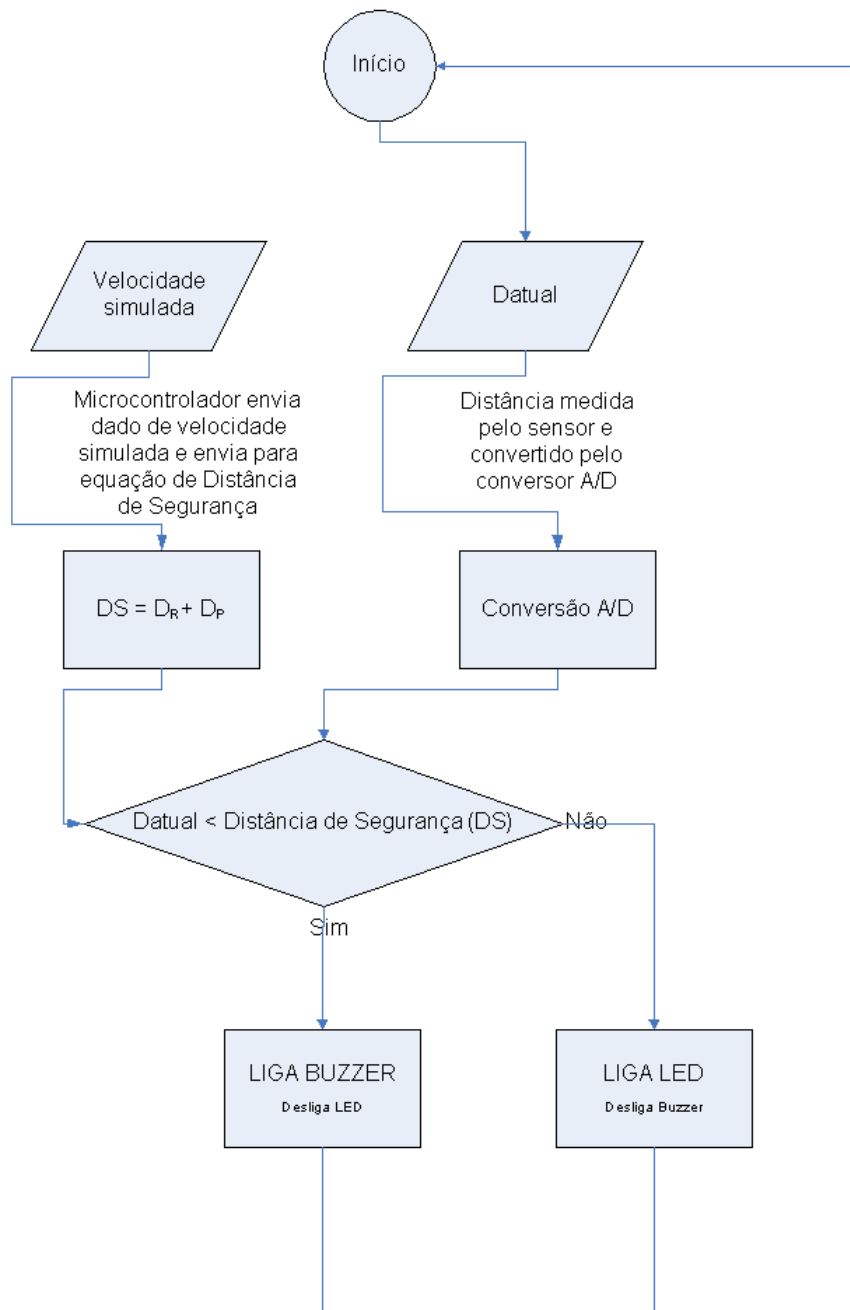 Início
Velocidade
simulada
Datual
Microcontrolador envia
dado de velocidade
simulada e envia para
equação de Distância
de Segurança
Distância medida
pelo sensor e
convertido pelo
conversor A/D
DS = D_R + D_P
Conversão A/D
Datual < Distância de Segurança (DS)
Não
Sim
LIGA BUZZER
Desliga LED
LIGA LED
Desliga Buzzer